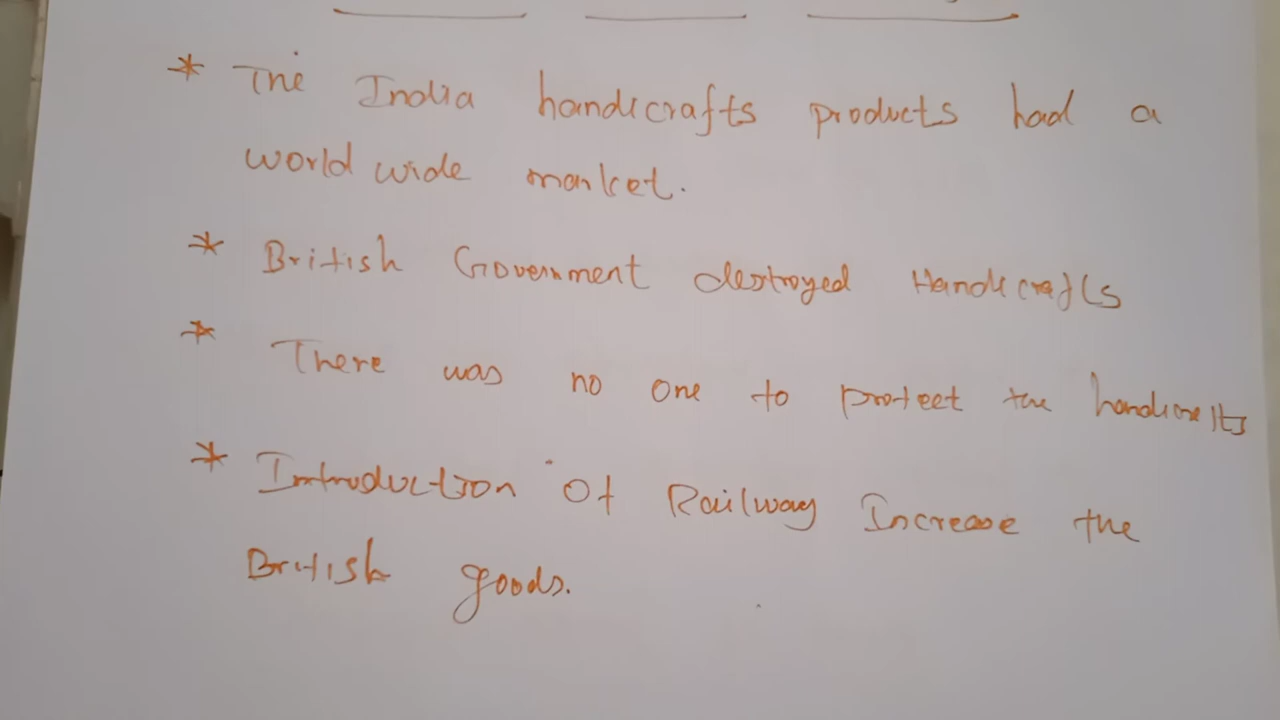 * The India handicrafts products had a
world wide market.
* British Government destroyed Handicrafts
* There was no one to protect the handicrafts
* Introduction Of Railway Increase the
British goods.